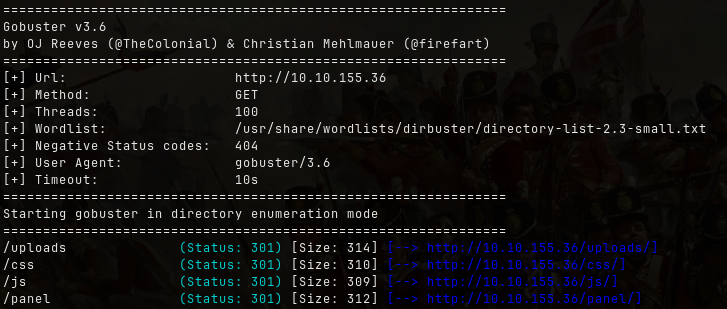 ===============================================================
Gobuster v3.6
by OJ Reeves (@TheColonial) & Christian Mehlmauer (@firefart)
===============================================================
[+] Url:                     http://10.10.155.36
[+] Method:                  GET
[+] Threads:                 100
[+] Wordlist:                /usr/share/wordlists/dirbuster/directory-list-2.3-small.txt
[+] Negative Status codes:   404
[+] User Agent:              gobuster/3.6
[+] Timeout:                 10s
===============================================================
Starting gobuster in directory enumeration mode
===============================================================
/uploads              (Status: 301) [Size: 314] [--> http://10.10.155.36/uploads/]
/css                  (Status: 301) [Size: 310] [--> http://10.10.155.36/css/]
/js                   (Status: 301) [Size: 309] [--> http://10.10.155.36/js/]
/panel                (Status: 301) [Size: 312] [--> http://10.10.155.36/panel/]